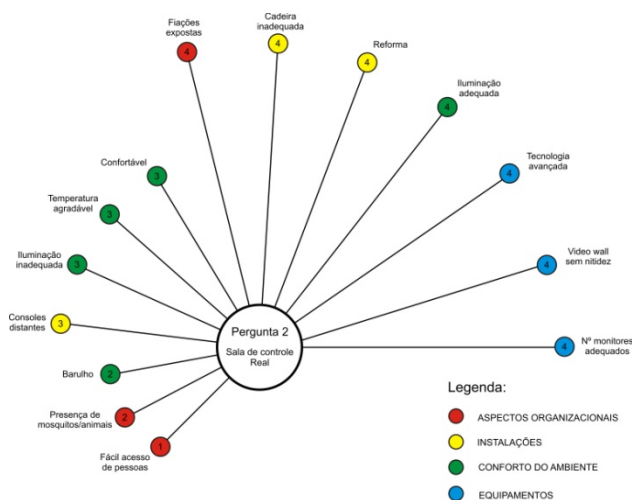 Fiações
expostas
4
Cadeira
inadequada
4
Reforma
4
Iluminação
adequada
4
Tecnologia
avançada
4
Video wall
sem nitidez
4
Nº monitores
adequados
4
Confortável
3
Temperatura
agradável
3
Iluminação
inadequada
3
Consoles
distantes
3
Barulho
2
Presença de
mosquitos/animais
2
Fácil acesso
de pessoas
1
Pergunta 2
Sala de controle
Real
Legenda:
ASPECTOS ORGANIZACIONAIS
INSTALAÇÕES
CONFORTO DO AMBIENTE
EQUIPAMENTOS